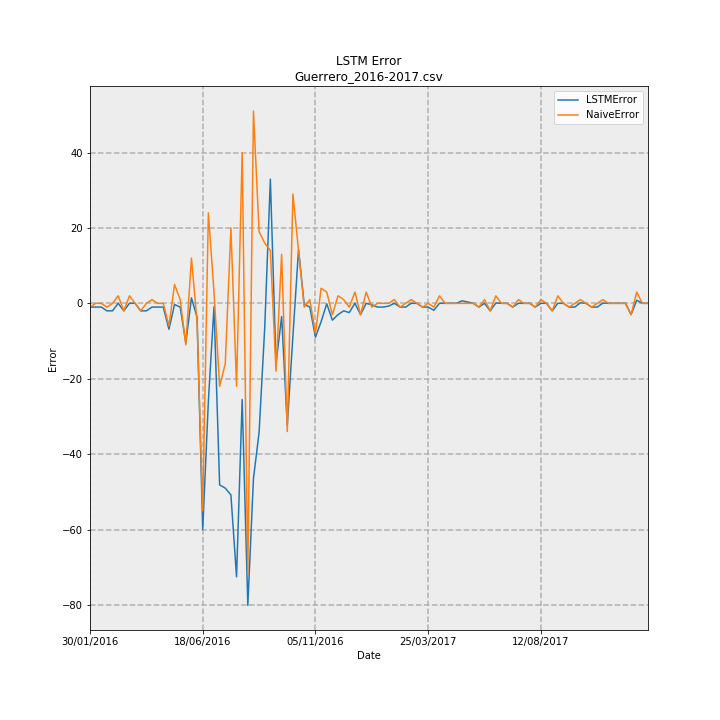 LSTM Error
Guerrero_2016-2017.csv
LSTMError
NaiveError
40
20
0
−20
−40
−60
−80
Error
30/01/2016
18/06/2016
05/11/2016
25/03/2017
12/08/2017
Date